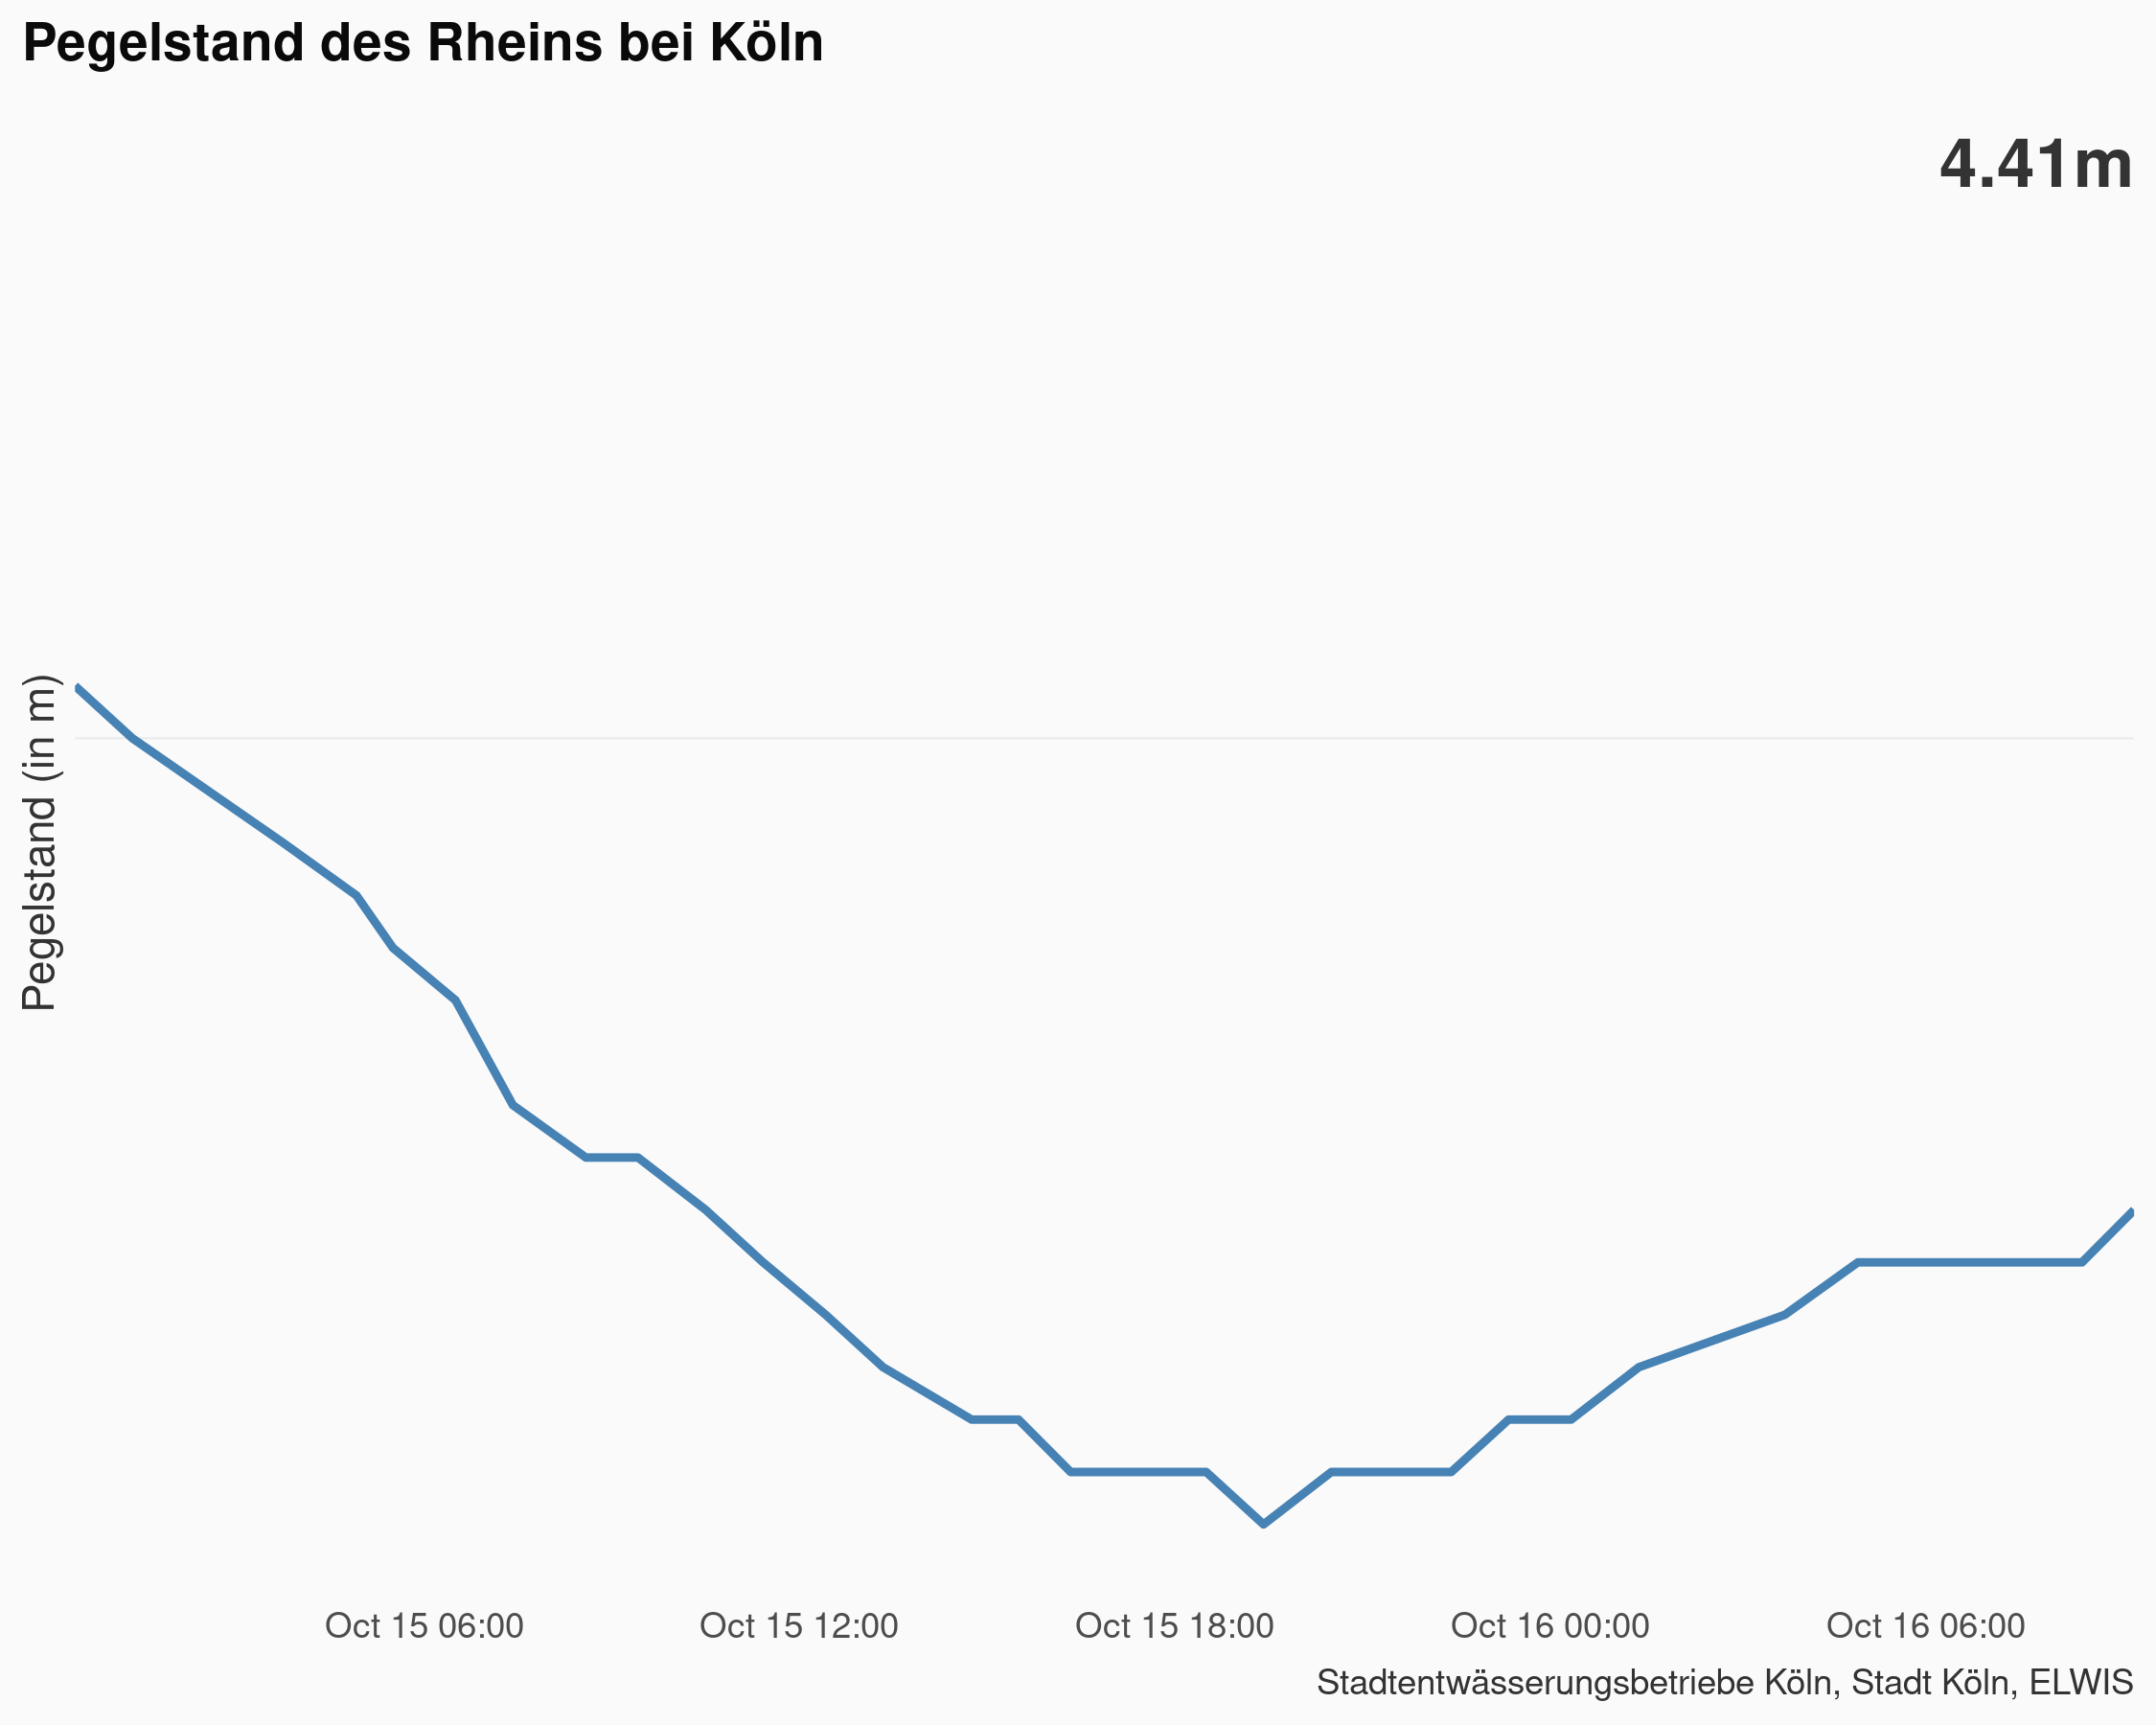 Pegelstand des Rheins bei Köln
4.41m
Pegelstand (in m)
Oct 15 06:00
Oct 15 12:00
Oct 15 18:00
Oct 16 00:00
Oct 16 06:00
Stadtentwässerungsbetriebe Köln, Stadt Köln, ELWIS